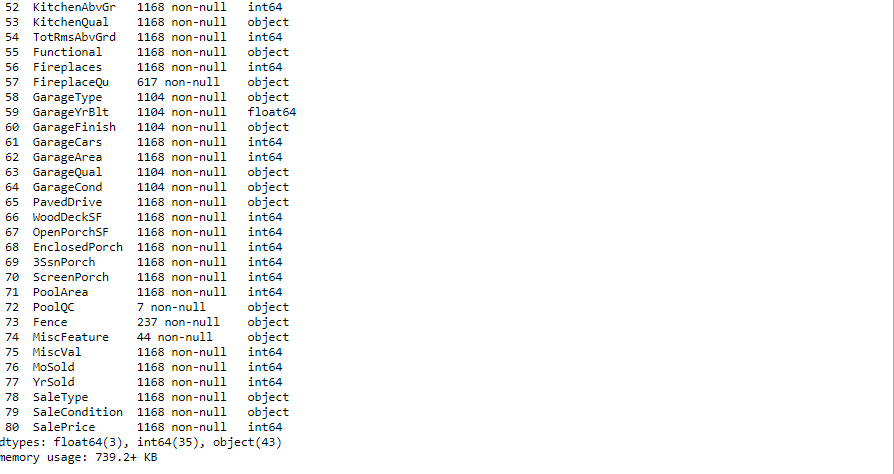 52 KitchenAbvGr 1168 non-null int64
53 KitchenQual 1168 non-null object
54 TotRmsAbvGrd 1168 non-null int64
55 Functional 1168 non-null object
56 Fireplaces 1168 non-null int64
57 FireplaceQu 617 non-null object
58 GarageType 1104 non-null object
59 GarageYrBlt 1104 non-null float64
60 GarageFinish 1104 non-null object
61 GarageCars 1168 non-null int64
62 GarageArea 1168 non-null int64
63 GarageQual 1104 non-null object
64 GarageCond 1104 non-null object
65 PavedDrive 1168 non-null object
66 WoodDeckSF 1168 non-null int64
67 OpenPorchSF 1168 non-null int64
68 EnclosedPorch 1168 non-null int64
69 3SsnPorch 1168 non-null int64
70 ScreenPorch 1168 non-null int64
71 PoolArea 1168 non-null int64
72 PoolQC 7 non-null object
73 Fence 237 non-null object
74 MiscFeature 44 non-null object
75 MiscVal 1168 non-null int64
76 MoSold 1168 non-null int64
77 YrSold 1168 non-null int64
78 SaleType 1168 non-null object
79 SaleCondition 1168 non-null object
80 SalePrice 1168 non-null int64
dtypes: float64(3), int64(35), object(43)
memory usage: 739.2+ KB